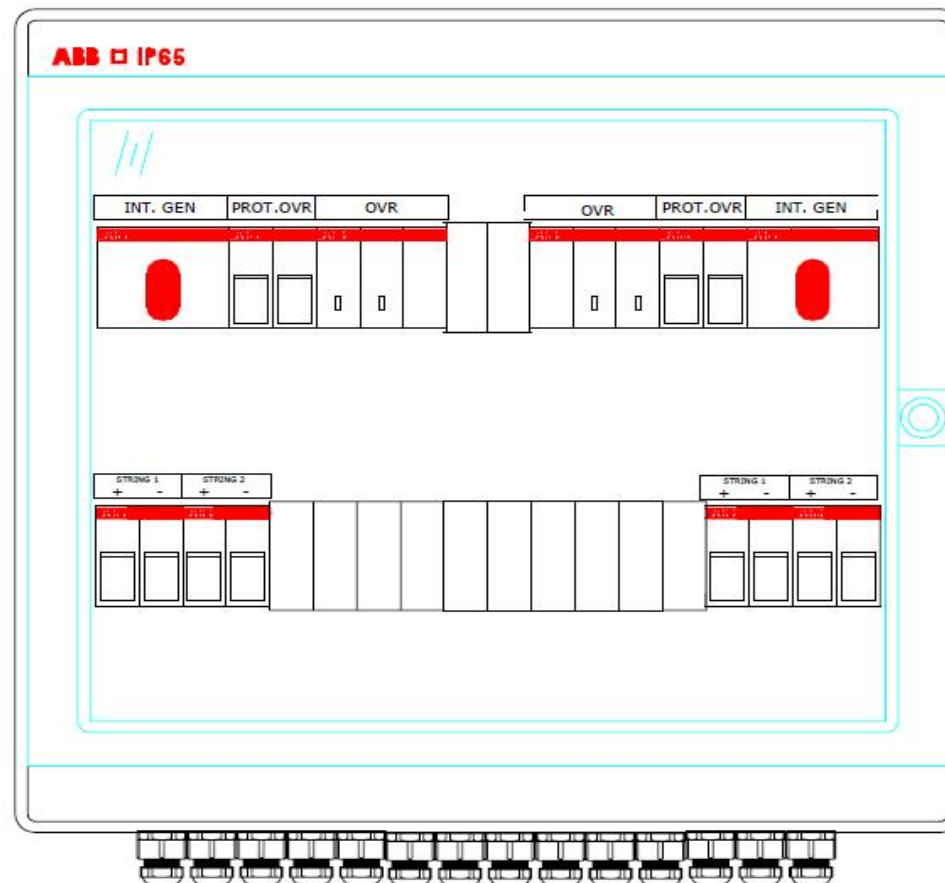 ABB IP65
INT. GEN PROT.OVR OVR OVR PROT.OVR INT. GEN
STRING 1 STRING 2 STRING 1 STRING 2
+ - + - + - + -